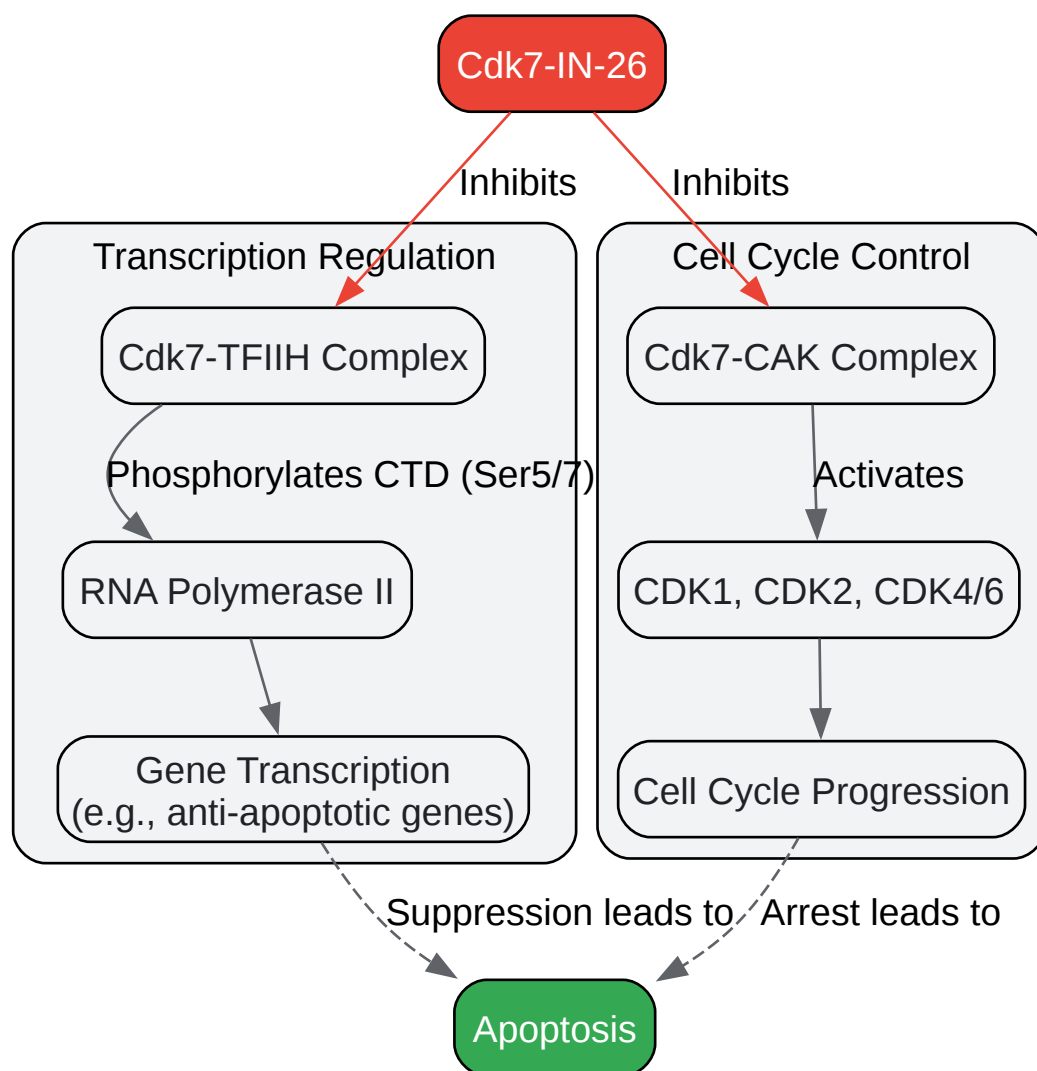 Cdk7-IN-26
Inhibits
Inhibits
Transcription Regulation
Cell Cycle Control
Cdk7-TFIIH Complex
Cdk7-CAK Complex
Phosphorylates CTD (Ser5/7)
Activates
RNA Polymerase II
CDK1, CDK2, CDK4/6
Gene Transcription
(e.g., anti-apoptotic genes)
Cell Cycle Progression
Suppression leads to
Arrest leads to
Apoptosis